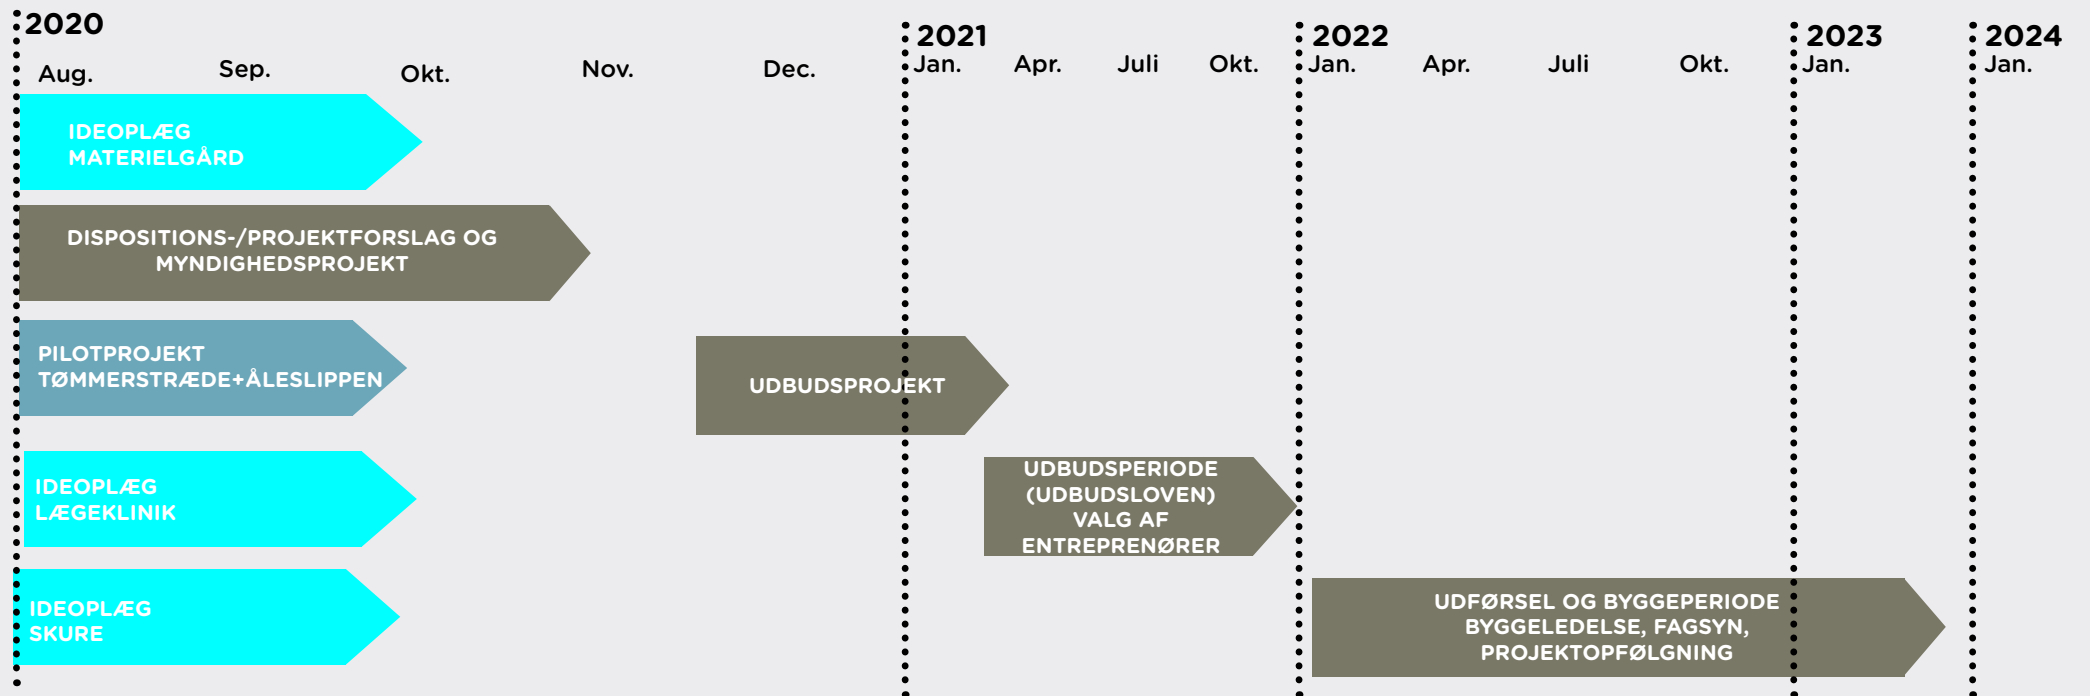 2020
2021
2022
2023
2024
Aug.
Sep.
Okt.
Nov.
Dec.
Jan.
Apr.
Juli
Okt.
Jan.
Apr.
Juli
Okt.
Jan.
Jan.
IDEOPLÆG
MATERIELGÅRD
DISPOSITIONS-/PROJEKTFORSLAG OG
MYNDIGHEDSPROJEKT
PILOTPROJEKT
TØMMERSTRÆDE+ÅLESLIPPEN
UDBUDSPROJEKT
IDEOPLÆG
LÆGEKLINIK
UDBUDSPERIODE
(UDBUDSLOVEN)
VALG AF
ENTREPRENØRER
IDEOPLÆG
SKURE
UDFØRSEL OG BYGGEPERIODE
BYGGELEDELSE, FAGSYN,
PROJEKTOPFØLGNING